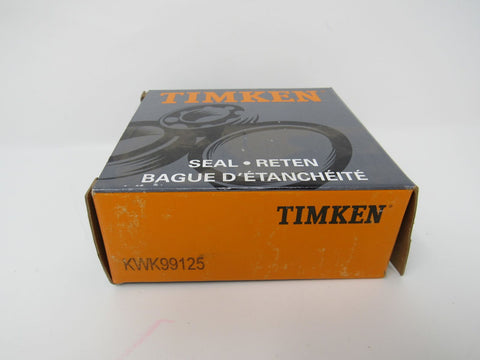 TIMKEN
SEAL • RETEN
BAGUE D'ÉTANCHÉITÉ
TIMKEN
KWK99125